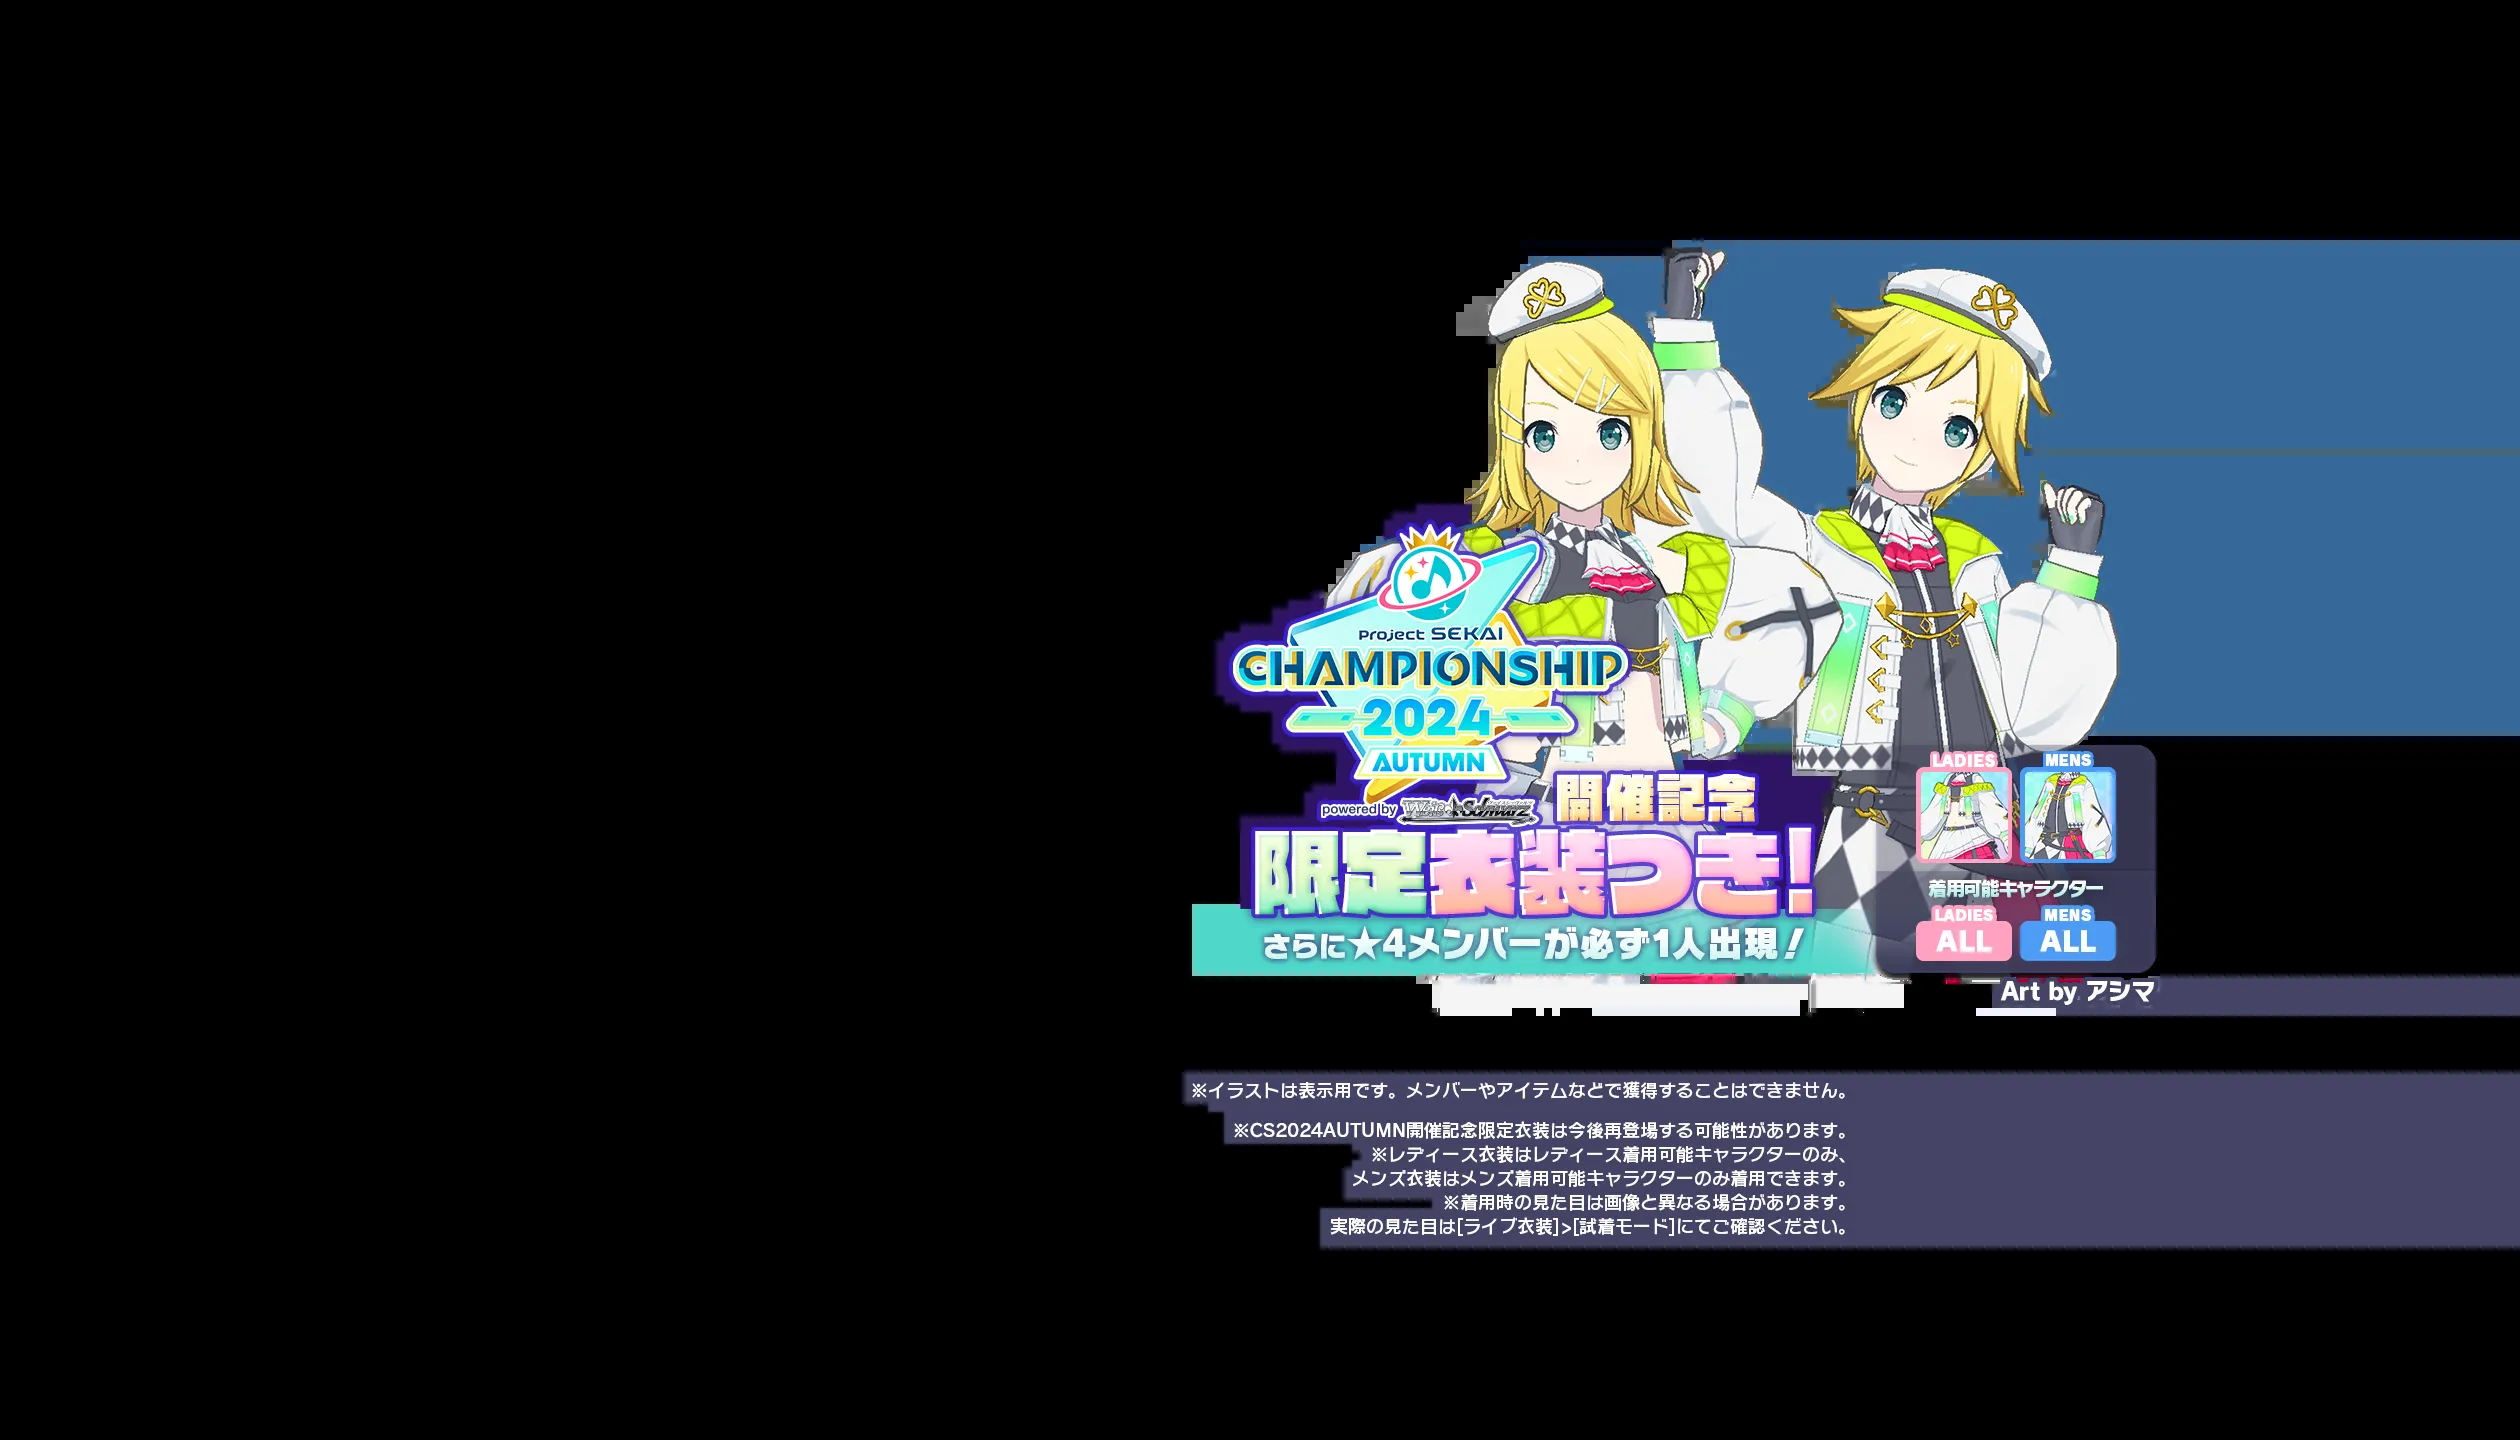 Project SEKAI
CHAMPIONSHIP
2024
AUTUMN
powered by Weiẞ Schwarz
開催記念
限定衣装つき!
さらに★4メンバーが必ず1人出現!
LADIES MENS
着用可能キャラクター
LADIES MENS
ALL ALL
Art by アシマ
※イラストは表示用です。メンバーやアイテムなどで獲得することはできません。
※CS2024AUTUMN開催記念限定衣装は今後再登場する可能性があります。
※レディース衣装はレディース着用可能キャラクターのみ、
メンズ衣装はメンズ着用可能キャラクターのみ着用できます。
※着用時の見た目は画像と異なる場合があります。
実際の見た目は[ライブ衣装]>[試着モード]にてご確認ください。